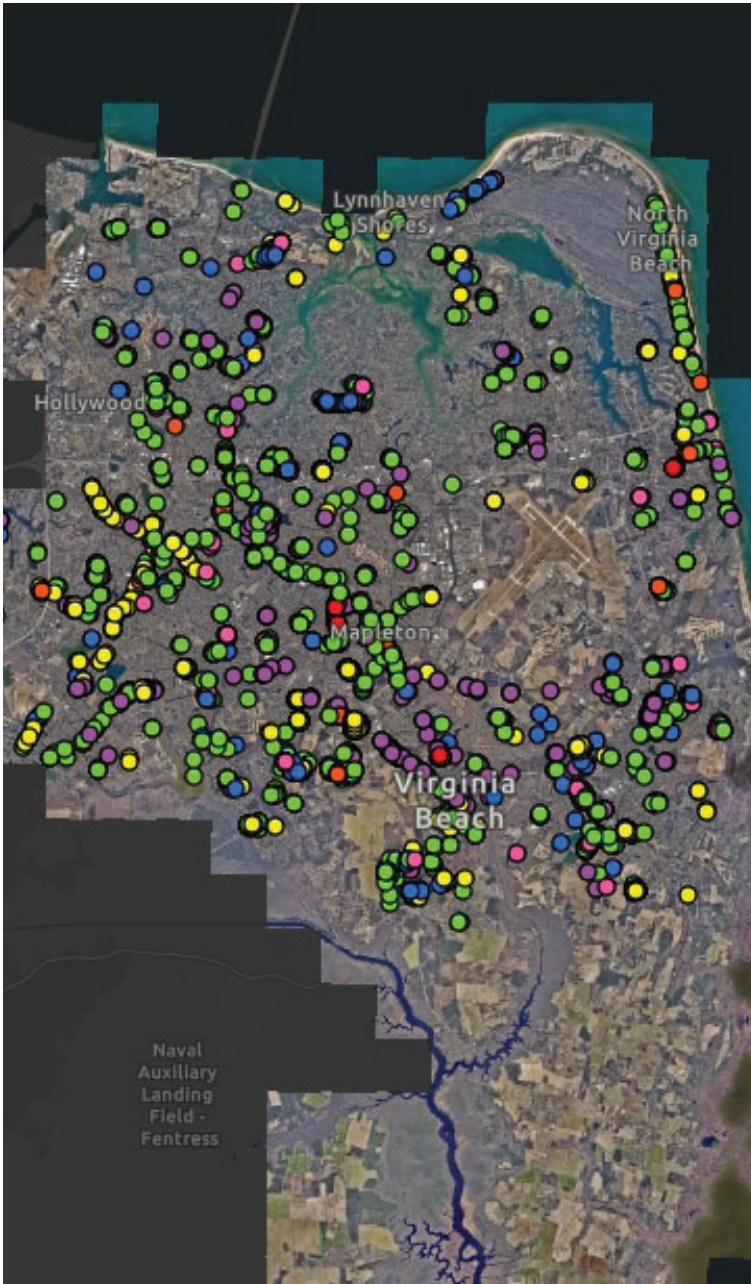 Lynnhaven
Shores
North
Virginia
Beach
Hollywood
Mapleton
Virginia
Beach
Naval
Auxiliary
Landing
Field -
Fentress